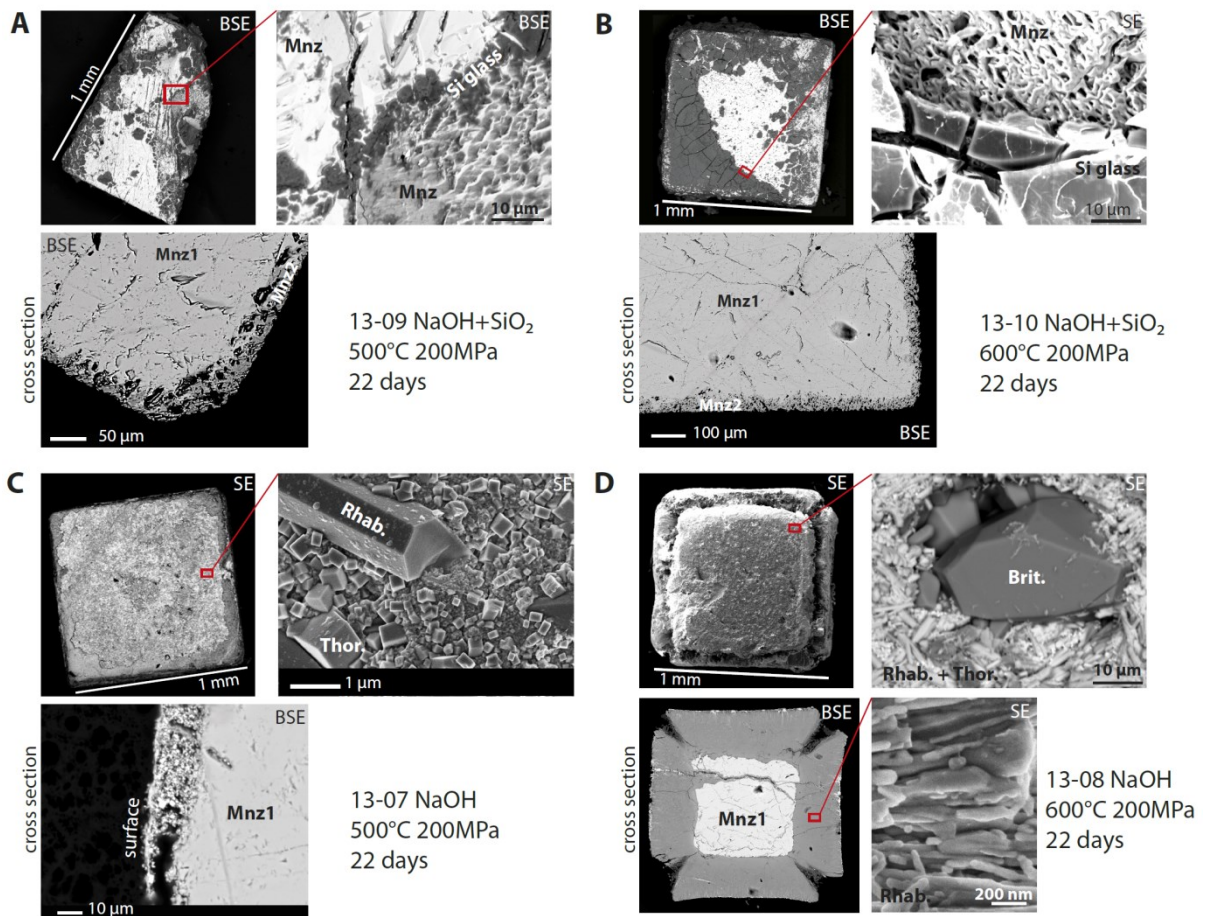 A
BSE
1 mm
BSE
Mnz
Si glass
Mnz
10 µm
cross section
BSE
Mnz1
Mnz2
50 µm
13-09 NaOH+SiO₂
500°C 200MPa
22 days
B
BSE
1 mm
SE
Mnz
Si glass
10 µm
cross section
Mnz1
Mnz2
100 µm
BSE
13-10 NaOH+SiO₂
600°C 200MPa
22 days
C
SE
1 mm
SE
Rhab.
Thor.
1 µm
cross section
BSE
surface
Mnz1
10 µm
13-07 NaOH
500°C 200MPa
22 days
D
SE
1 mm
SE
Brit.
Rhab. + Thor.
10 µm
cross section
BSE
Mnz1
SE
Rhab.
200 nm
13-08 NaOH
600°C 200MPa
22 days